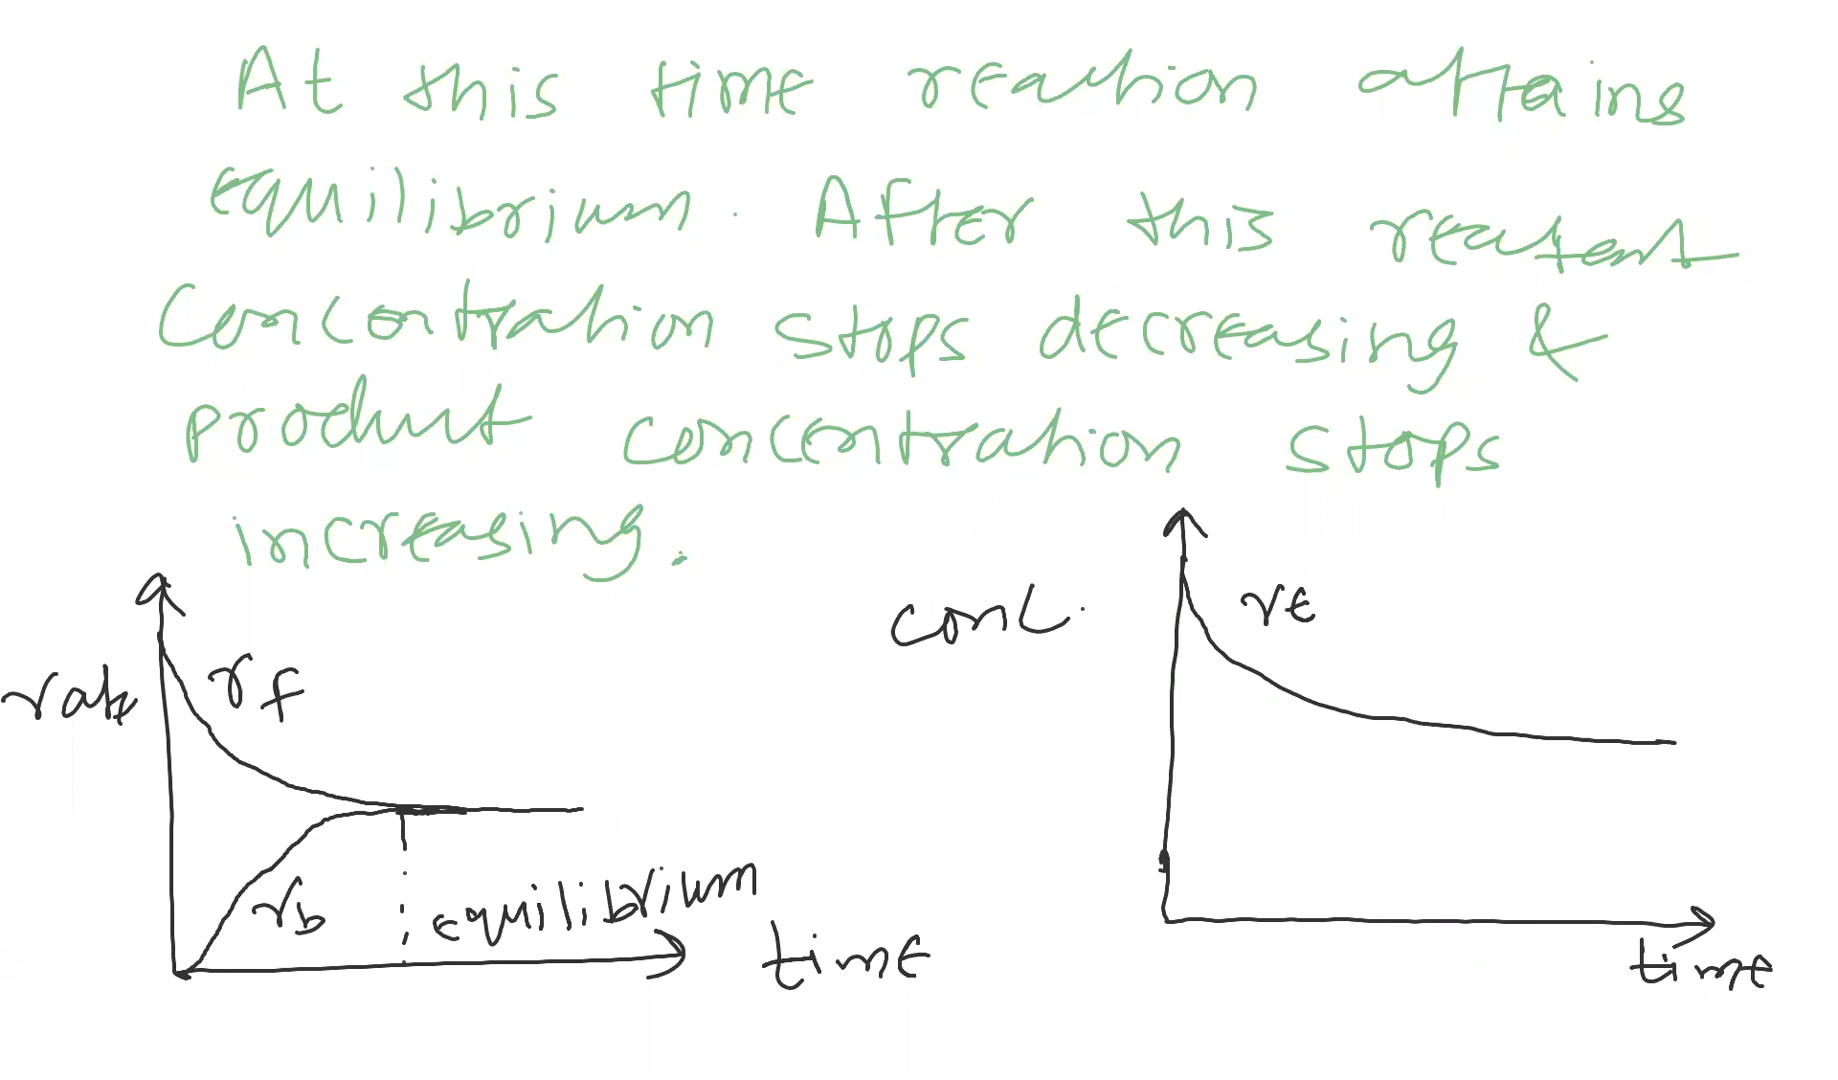 At this time reaction attains
equilibrium. After this reactant
concentration stops decreasing &
product concentration stops
increasing.
rate
rf
rb
equilibrium
time
conc.
re
time